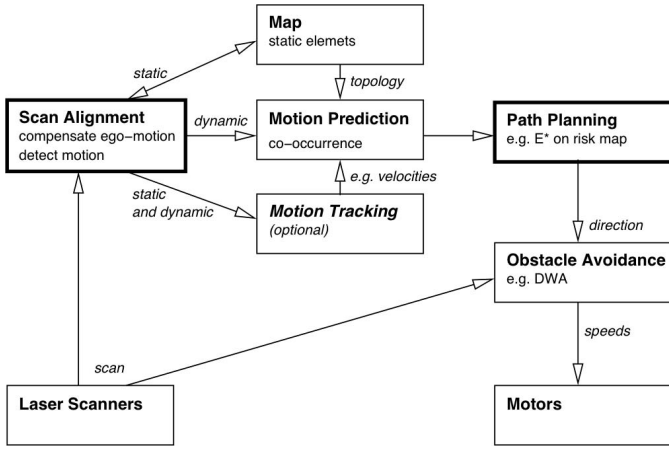 Map
static elemets
static
topology
Scan Alignment
compensate ego−motion
detect motion
dynamic
Motion Prediction
co−occurrence
Path Planning
e.g. E* on risk map
static
and dynamic
e.g. velocities
Motion Tracking
(optional)
direction
Obstacle Avoidance
e.g. DWA
speeds
scan
Laser Scanners
Motors